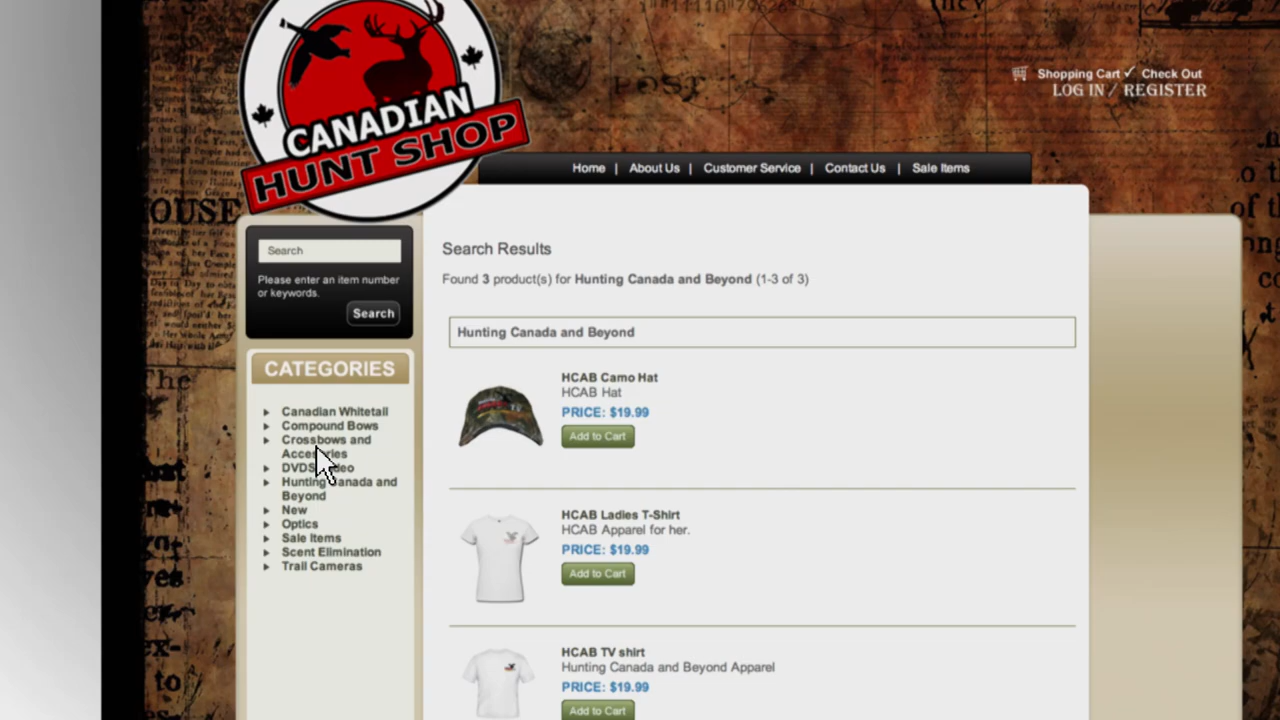 CANADIAN
HUNT SHOP
POST
Shopping Cart ✓ Check Out
LOG IN / REGISTER
Home | About Us | Customer Service | Contact Us | Sale Items
HOUSE
Search
Please enter an item number
or keywords.
Search
CATEGORIES
Canadian Whitetail
Compound Bows
Crossbows and
Hunting Canada and
Beyond
New
Optics
Sale Items
Scent Elimination
Trail Cameras
Search Results
Found 3 product(s) for Hunting Canada and Beyond (1-3 of 3)
Hunting Canada and Beyond
HCAB Camo Hat
HCAB Hat
PRICE: $19.99
Add to Cart
HCAB Ladies T-Shirt
HCAB Apparel for her.
PRICE: $19.99
Add to Cart
HCAB TV shirt
Hunting Canada and Beyond Apparel
PRICE: $19.99
Add to Cart